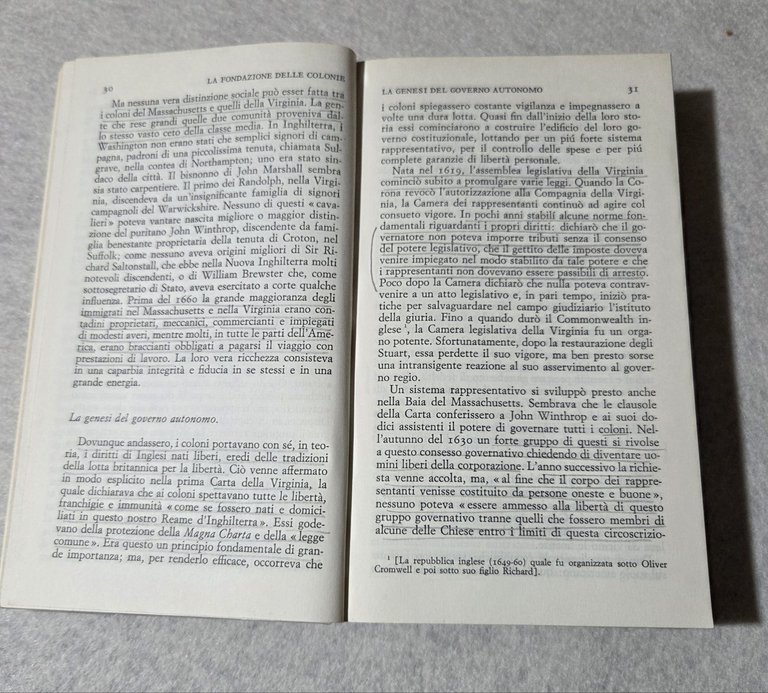 30
LA FONDAZIONE DELLE COLONIE
Ma nessuna vera distinzione sociale può esser fatta tra
i coloni del Massachusetts e quelli della Virginia. La gen-
te che rese grandi quelle due comunità proveniva dal-
lo stesso vasto ceto della classe media. In Inghilterra, i
Washington non erano stati che semplici signori di cam-
pagna, padroni di una piccolissima tenuta, chiamata Sul-
grave, nella contea di Northampton; uno era stato sin-
daco della città. Il bisnonno di John Marshall sembra
sia stato carpentiere. Il primo dei Randolph, nella Virgi-
nia, discendeva da un'insignificante famiglia di signori
campagnoli del Warwickshire. Nessuno di questi « cava-
lieri » poteva vantare nascita migliore o maggior distin-
zione del puritano John Winthrop, discendente da fami-
glia benestante proprietaria della tenuta di Croton, nel
Suffolk; come nessuno aveva origini migliori di Sir Ri-
chard Saltonstall, che ebbe nella Nuova Inghilterra molti
notevoli discendenti, o di William Brewster che, come
sottosegretario di Stato, aveva esercitato a corte qualche
influenza. Prima del 1660 la grande maggioranza degli
immigrati nel Massachusetts e nella Virginia erano con-
tadini proprietari, meccanici, commercianti e impiegati
di modesti averi, mentre molti, in tutte le parti dell'Ame-
rica, erano braccianti obbligati a pagarsi il viaggio con
prestazioni di lavoro. La loro vera ricchezza consisteva
in una caparbia integrità e fiducia in se stessi e in una
grande energia.
La genesi del governo autonomo.
Dovunque andassero, i coloni portavano con sé, in teo-
ria, i diritti di Inglesi nati liberi, eredi delle tradizioni
della lotta britannica per la libertà. Ciò venne affermato
in modo esplicito nella prima Carta della Virginia, la
quale dichiarava che ai coloni spettavano tutte le libertà,
franchigie e immunità « come se fossero nati e domici-
liati in questo nostro Reame d'Inghilterra ». Essi gode-
vano della protezione della Magna Charta e della « legge
comune ». Era questo un principio fondamentale di gran-
de importanza; ma, per renderlo efficace, occorreva che
LA GENESI DEL GOVERNO AUTONOMO
31
i coloni spiegassero costante vigilanza e impegnassero a
volte una dura lotta. Quasi fin dall'inizio della loro sto-
ria essi cominciarono a costruire l'edificio del loro go-
verno costituzionale, lottando per un piú forte sistema
rappresentativo, per il controllo delle spese e per piú
complete garanzie di libertà personale.
Nata nel 1619, l'assemblea legislativa della Virginia
cominciò subito a promulgare varie leggi. Quando la Co-
rona revocò l'autorizzazione alla Compagnia della Virgi-
nia, la Camera dei rappresentanti continuò ad agire col
consueto vigore. In pochi anni stabilí alcune norme fon-
damentali riguardanti i propri diritti: dichiarò che il go-
vernatore non poteva imporre tributi senza il consenso
del potere legislativo, che il gettito delle imposte doveva
venire impiegato nel modo stabilito da tale potere e che
i rappresentanti non dovevano essere passibili di arresto.
Poco dopo la Camera dichiarò che nulla poteva contrav-
venire a un atto legislativo e, in pari tempo, iniziò pra-
tiche per salvaguardare nel campo giudiziario l'istituto
della giuria. Fino a quando durò il Commonwealth in-
glese ¹, la Camera legislativa della Virginia fu un orga-
no potente. Sfortunatamente, dopo la restaurazione degli
Stuart, essa perdette il suo vigore, ma ben presto sorse
una intransigente reazione al suo asservimento al gover-
no regio.
Un sistema rappresentativo si sviluppò presto anche
nella Baia del Massachusetts. Sembrava che le clausole
della Carta conferissero a John Winthrop e ai suoi do-
dici assistenti il potere di governare tutti i coloni. Nel-
l'autunno del 1630 un forte gruppo di questi si rivolse
a questo consesso governativo chiedendo di diventare uo-
mini liberi della corporazione. L'anno successivo la richie-
sta venne accolta, ma, « al fine che il corpo dei rappre-
sentanti venisse costituito da persone oneste e buone »,
nessuno poteva « essere ammesso alla libertà di questo
gruppo governativo tranne quelli che fossero membri di
alcune delle Chiese entro i limiti di questa circoscrizio-
¹ [La repubblica inglese (1649-60) quale fu organizzata sotto Oliver
Cromwell e poi sotto suo figlio Richard].